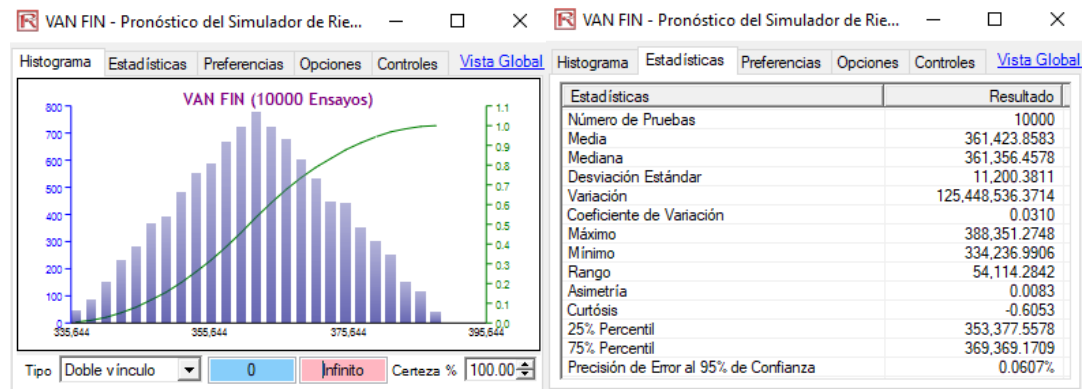 VAN FIN - Pronóstico del Simulador de Rie...
Histograma Estadísticas Preferencias Opciones Controles Vista Global
VAN FIN (10000 Ensayos)
800
700
600
500
400
300
200
100
0
1.1
1.0
0.9
0.8
0.7
0.6
0.5
0.4
0.3
0.2
0.1
0.0
335,644 355,644 375,644 395,644
Tipo Doble vínculo 0 Infinito Certeza % 100.00
VAN FIN - Pronóstico del Simulador de Rie...
Histograma Estadísticas Preferencias Opciones Controles Vista Global
Estadísticas Resultado
Número de Pruebas 10000
Media 361,423.8583
Mediana 361,356.4578
Desviación Estándar 11,200.3811
Variación 125,448,536.3714
Coeficiente de Variación 0.0310
Máximo 388,351.2748
Mínimo 334,236.9906
Rango 54,114.2842
Asimetría 0.0083
Curtósis -0.6053
25% Percentil 353,377.5578
75% Percentil 369,369.1709
Precisión de Error al 95% de Confianza 0.0607%